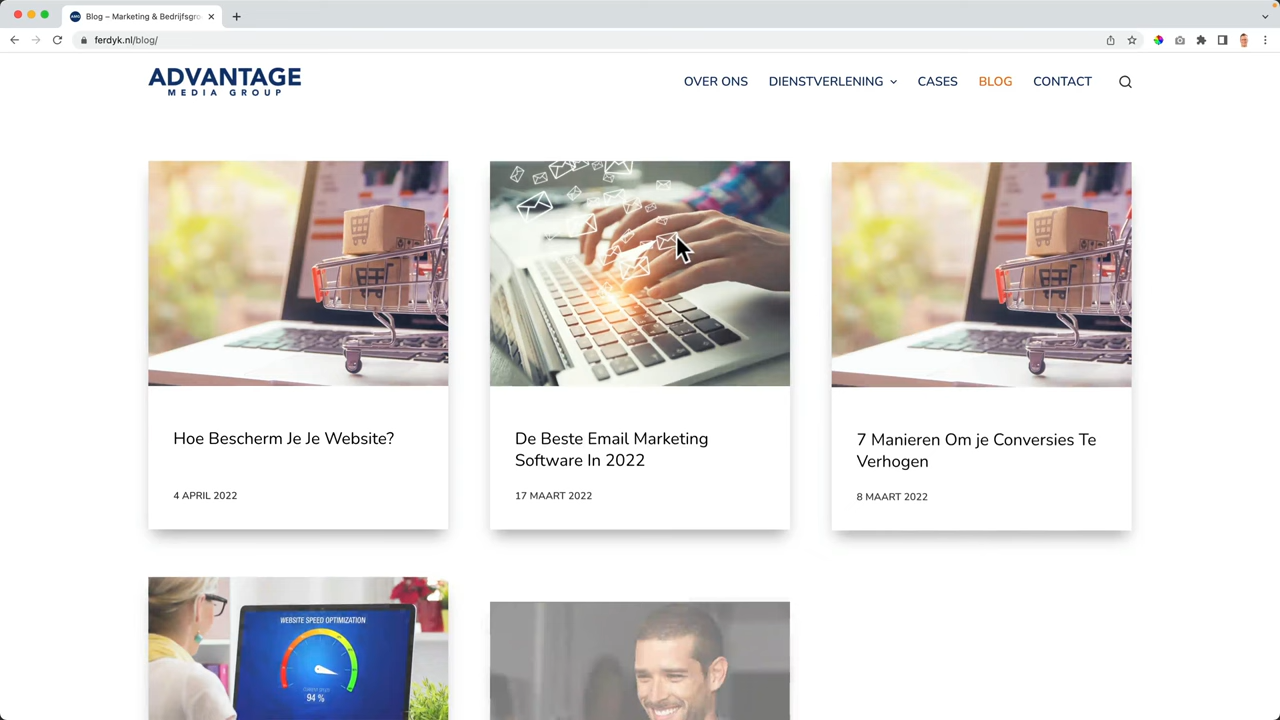 Blog – Marketing & Bedrijfsgro
ferdyk.nl/blog/
ADVANTAGE
MEDIA GROUP
OVER ONS DIENSTVERLENING CASES BLOG CONTACT
Hoe Bescherm Je Je Website?
4 APRIL 2022
De Beste Email Marketing
Software In 2022
17 MAART 2022
7 Manieren Om je Conversies Te
Verhogen
8 MAART 2022
WEBSITE SPEED OPTIMIZATION
94 %